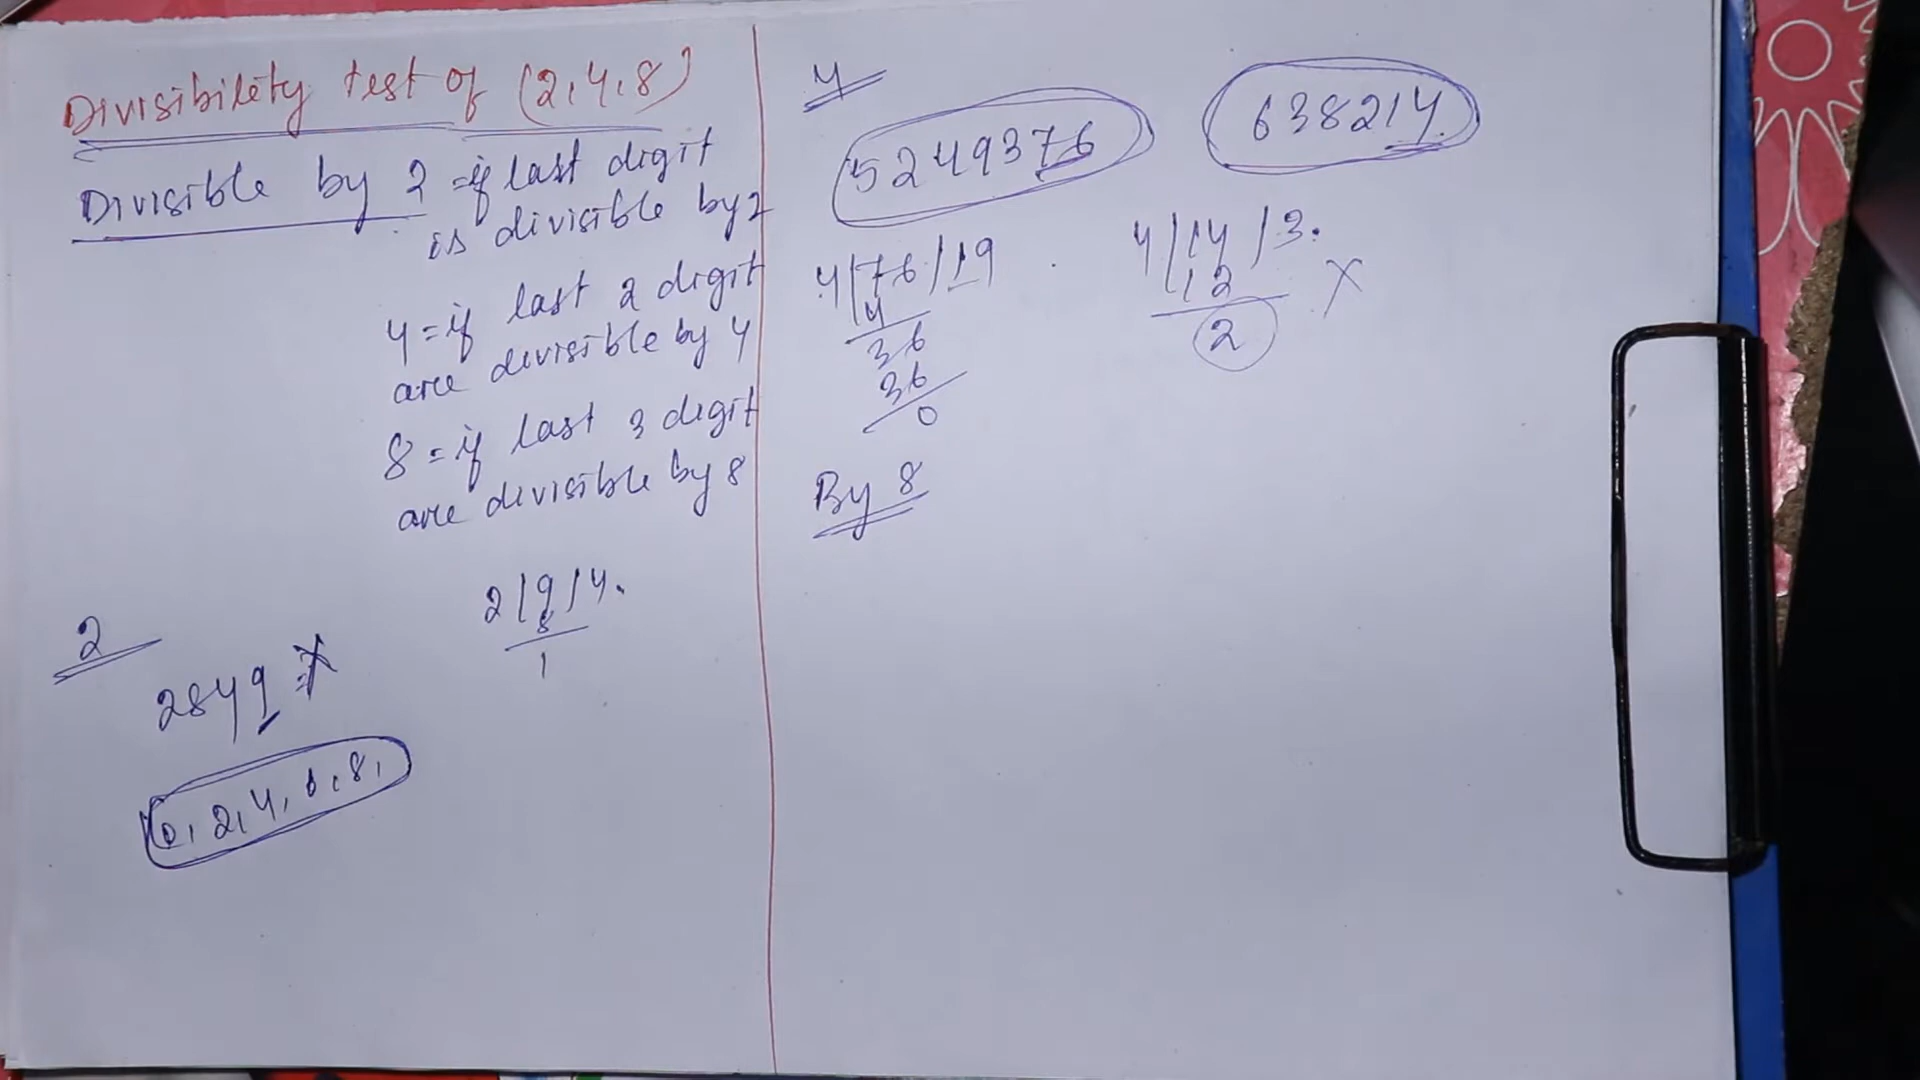 Divisibility test of (2,4,8)
Divisible by 2 = if last digit
is divisible by 2
4 = if last 2 digit
are divisible by 4
8 = if last 3 digit
are divisible by 8
2 | 9 | 4.
8
1
2
2849 = X
0, 2, 4, 6, 8,
4
5249376
638214
4 | 76 | 19
4
36
36
0
4 | 14 | 3.
12
2
X
By 8